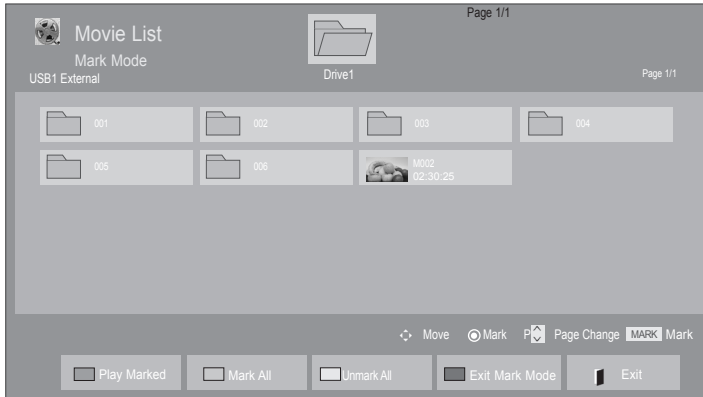 Page 1/1
Movie List
Mark Mode
USB1 External
Drive1
Page 1/1
001
002
003
004
005
006
M002
02:30:25
Move
Mark
P
Page Change
MARK
Mark
Play Marked
Mark All
Unmark All
Exit Mark Mode
Exit